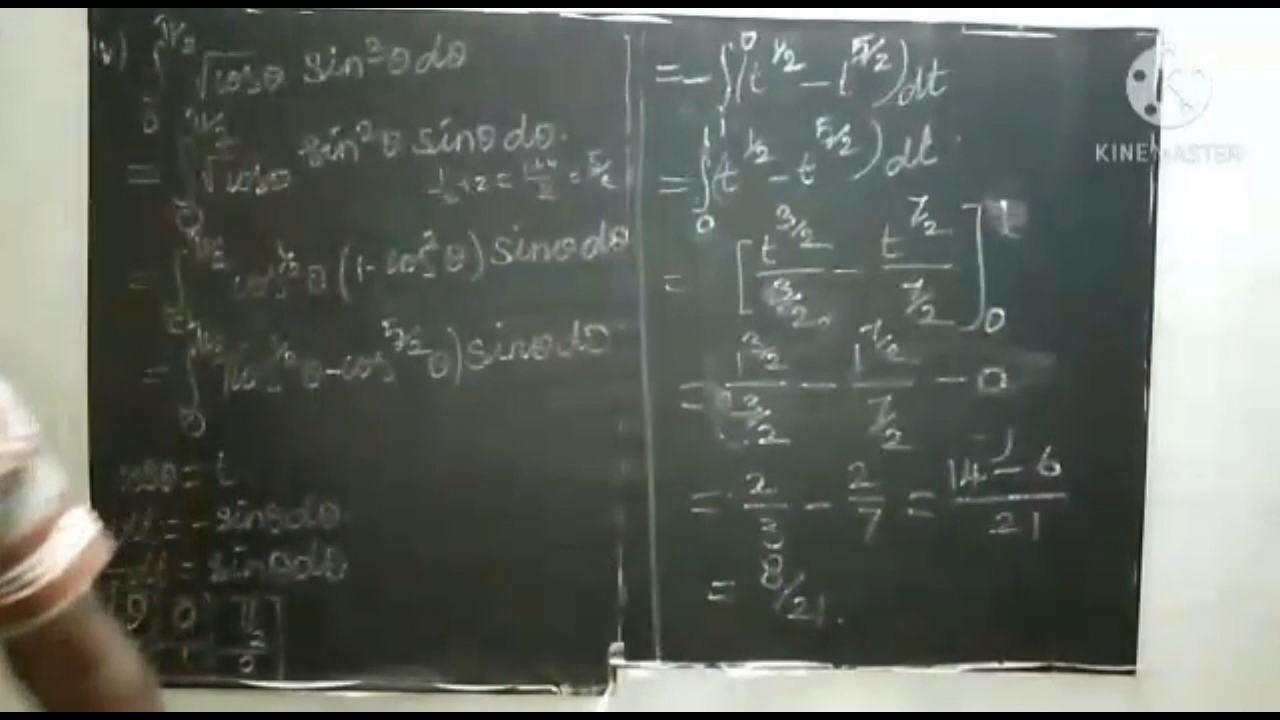 iv) ∫₀^{π/2} √cosθ sin³θ dθ
= ∫₀^{π/2} √cosθ sin²θ sinθ dθ.
1/2 + 2 = 1+4/2 = 5/2
= ∫₀^{π/2} cos^{1/2}θ (1-cos²θ) sinθ dθ
= ∫₀^{π/2} (cos^{1/2}θ - cos^{5/2}θ) sinθ dθ
cosθ = t
dt = - sinθdθ
-dt = sinθdθ
θ 0 π/2
1 0
= - ∫₁⁰ (t^{1/2} - t^{5/2}) dt
= ∫₀¹ (t^{1/2} - t^{5/2}) dt
= [t^{3/2}/(3/2) - t^{7/2}/(7/2)]₀¹
= 1^{3/2}/(3/2) - 1^{7/2}/(7/2) - 0
= 2/3 - 2/7 = 14 - 6/21
= 8/21.
KINEMASTER